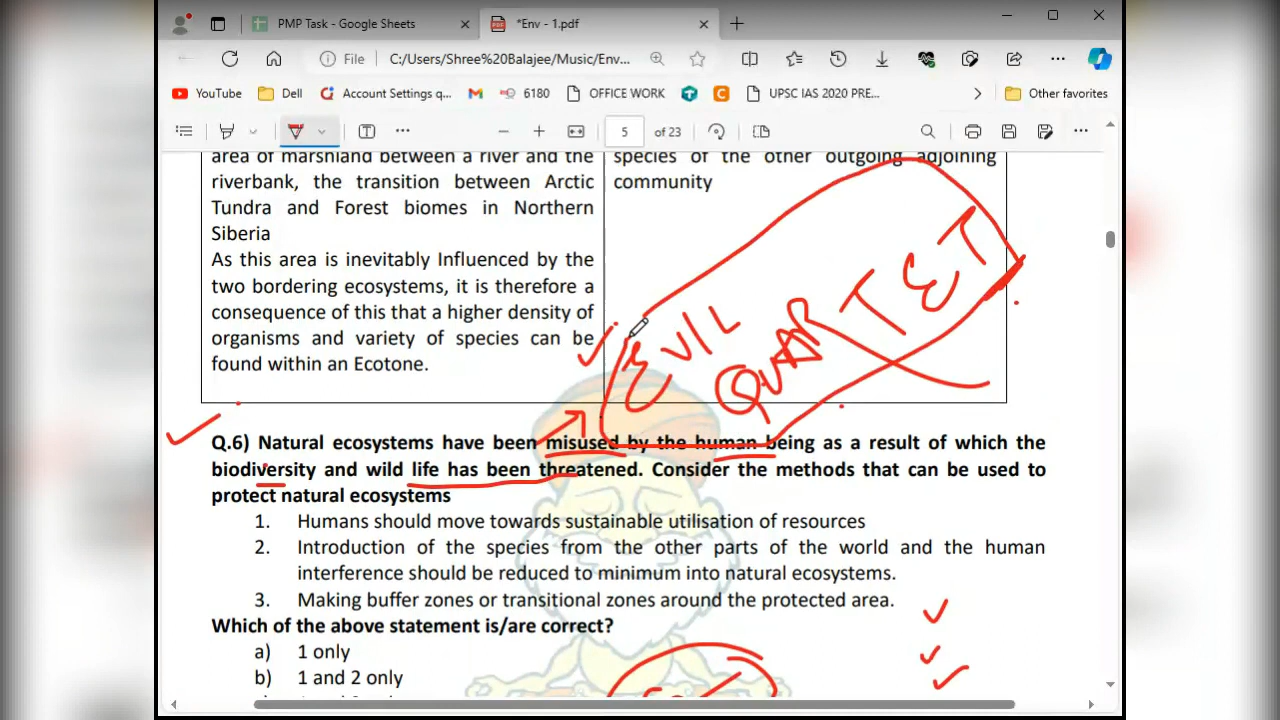 PMP Task - Google Sheets
*Env - 1.pdf
File C:/Users/Shree%20Balajee/Music/Env...
YouTube Dell Account Settings q... 6180 OFFICE WORK UPSC IAS 2020 PRE... Other favorites
5 of 23
area of marshland between a river and the
riverbank, the transition between Arctic
Tundra and Forest biomes in Northern
Siberia
As this area is inevitably Influenced by the
two bordering ecosystems, it is therefore a
consequence of this that a higher density of
organisms and variety of species can be
found within an Ecotone.
species of the other outgoing adjoining
community
EVIL
QUARTET
Q.6) Natural ecosystems have been misused by the human being as a result of which the
biodiversity and wild life has been threatened. Consider the methods that can be used to
protect natural ecosystems
1. Humans should move towards sustainable utilisation of resources
2. Introduction of the species from the other parts of the world and the human
interference should be reduced to minimum into natural ecosystems.
3. Making buffer zones or transitional zones around the protected area.
Which of the above statement is/are correct?
a) 1 only
b) 1 and 2 only